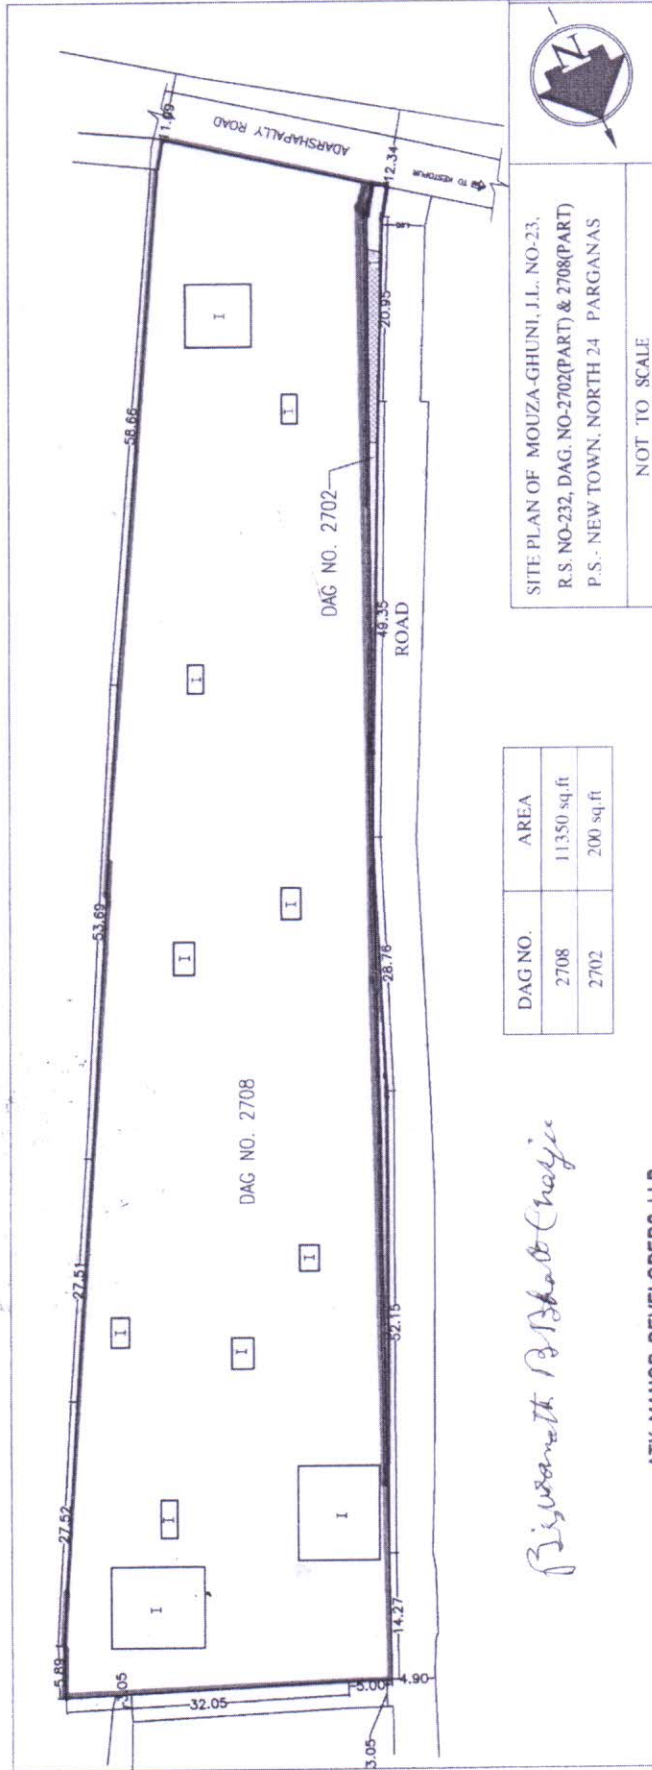 1.99
ADARSHAPALLY ROAD
12.34
TO KESTOPUR
58.66
I
I
20.95
DAG NO. 2702
49.35
ROAD
I
53.69
I
I
28.76
DAG NO. 2708
27.51
I
I
I
52.15
27.52
I
I
I
14.27
5.89
3.05
32.05
5.00
4.90
3.05
N
SITE PLAN OF MOUZA-GHUNI, J.L. NO-23,
R.S. NO-232, DAG. NO-2702(PART) & 2708(PART)
P.S.- NEW TOWN, NORTH 24 PARGANAS
NOT TO SCALE
DAG NO. AREA
2708 11350 sq.ft
2702 200 sq.ft